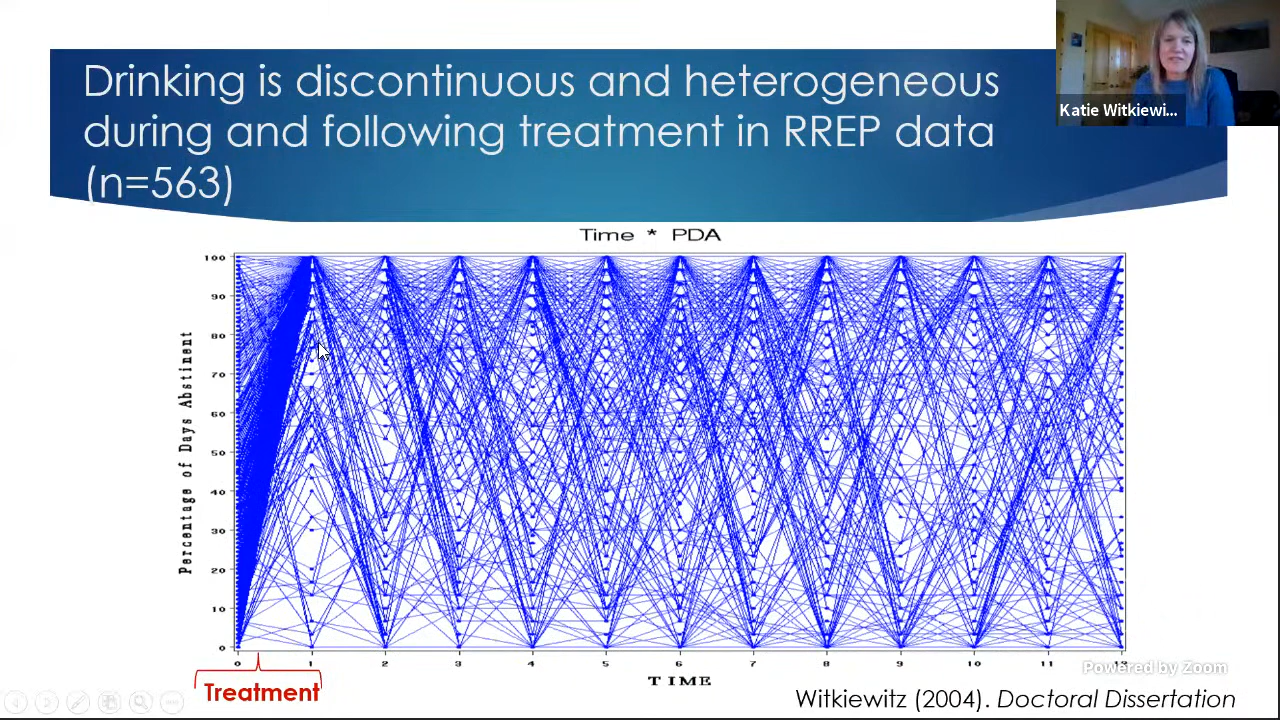 Drinking is discontinuous and heterogeneous
during and following treatment in RREP data
(n=563)
Katie Witkiewi...
Time * PDA
Percentage of Days Abstinent
100
90
80
70
60
50
40
30
20
10
0
0 1 2 3 4 5 6 7 8 9 10 11
TIME
Treatment
Powered by Zoom
Witkiewitz (2004). Doctoral Dissertation